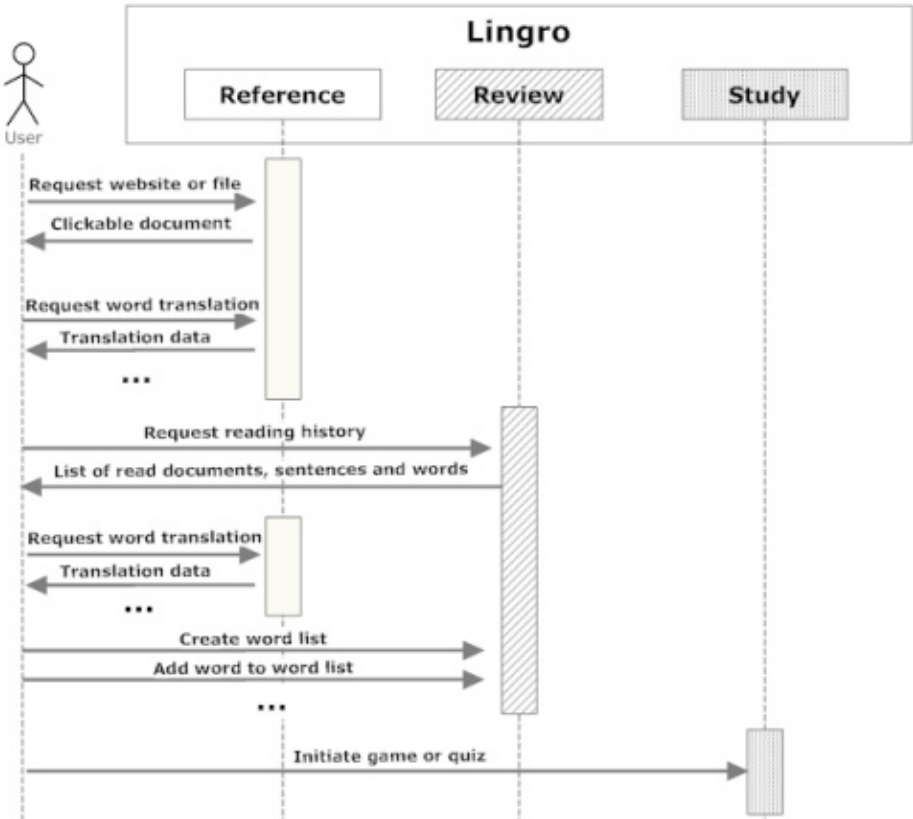 Lingro
Reference
Review
Study
User
Request website or file
Clickable document
Request word translation
Translation data
...
Request reading history
List of read documents, sentences and words
Request word translation
Translation data
...
Create word list
Add word to word list
...
Initiate game or quiz